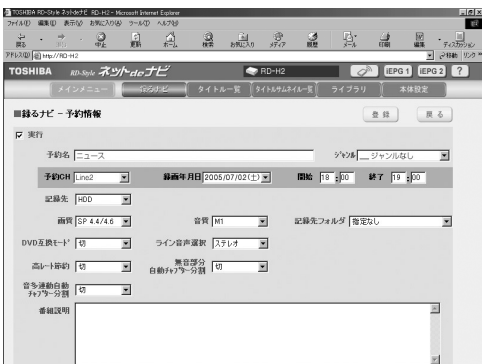 TOSHIBA RD-Style ネットdeナビ RD-H2 - Microsoft Internet Explorer
ファイル(F) 編集(E) 表示(V) お気に入り(A) ツール(T) ヘルプ(H)
戻る 進む 中止 更新 ホーム 検索 お気に入り メディア 履歴 メール 印刷 編集 ディスカッション
アドレス(D) http://RD-H2 移動 リンク »
TOSHIBA RD-Style ネットdeナビ RD-H2 iEPG 1 iEPG 2 ?
メインメニュー 録るナビ タイトル一覧 タイトルサムネイル一覧 ライブラリ 本体設定
■録るナビ - 予約情報 登録 戻る
実行
予約名 ニュース ジャンル __ ジャンルなし
予約CH Line2 録画年月日 2005/07/02(土) 開始 18 : 00 終了 19 : 00
記録先 HDD
画質 SP 4.4/4.6 音質 M1 記録先フォルダ 指定なし
DVD互換モード 切 ライン音声選択 ステレオ
高レート節約 切 無音部分自動チャプター分割 切
音多連動自動チャプター分割 切
番組説明